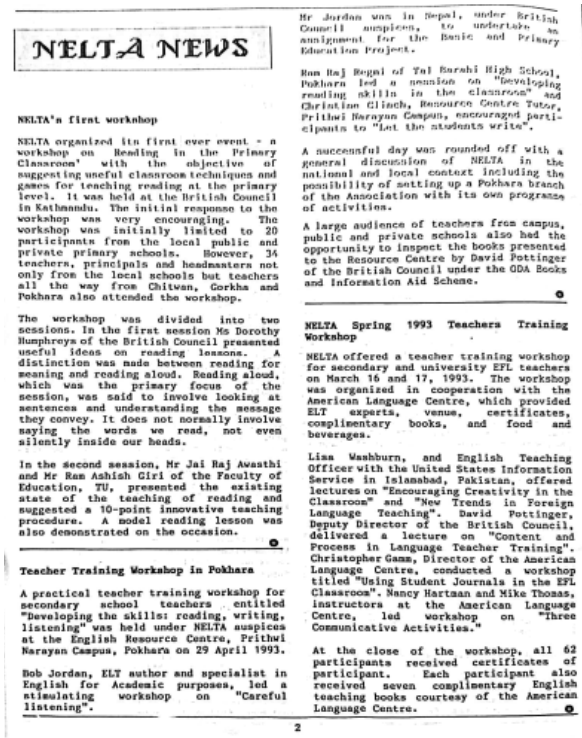 NELTA NEWS
NELTA's first workshop
NELTA organized its first ever event - a
workshop on Reading in the Primary
Classroom' with the objective of
suggesting useful classroom techniques and
games for teaching reading at the primary
level. It was held at the British Council
in Kathmandu. The initial response to the
workshop was very encouraging. The
workshop was initially limited to 20
participants from the local public and
private primary schools. However, 34
teachers, principals and headmasters not
only from the local schools but teachers
all the way from Chitwan, Gorkha and
Pokhara also attended the workshop.
The workshop was divided into two
sessions. In the first session Ms Dorothy
Humphreys of the British Council presented
useful ideas on reading lessons. A
distinction was made between reading for
meaning and reading aloud. Reading aloud,
which was the primary focus of the
session, was said to involve looking at
sentences and understanding the message
they convey. It does not normally involve
saying the words we read, not even
silently inside our heads.
In the second session, Mr Jai Raj Awasthi
and Mr Ram Ashish Giri of the Faculty of
Education, TU, presented the existing
state of the teaching of reading and
suggested a 10-point innovative teaching
procedure. A model reading lesson was
also demonstrated on the occasion.
Teacher Training Workshop in Pokhara
A practical teacher training workshop for
secondary school teachers entitled
"Developing the skills: reading, writing,
listening" was held under NELTA auspices
at the English Resource Centre, Prithwi
Narayan Campus, Pokhara on 29 April 1993.
Bob Jordan, ELT author and specialist in
English for Academic purposes, led a
stimulating workshop on "Careful
listening".
Mr Jordan was in Nepal, under British
Council auspices, to undertake an
assignment for the Basic and Primary
Education Project.
Ram Raj Regmi of Tal Barahi High School,
Pokhara led a session on "Developing
reading skills in the classroom" and
Christine Clinch, Resource Centre Tutor,
Prithwi Narayan Campus, encouraged parti-
cipants to "Let the students write".
A successful day was rounded off with a
general discussion of NELTA in the
national and local context including the
possibility of setting up a Pokhara branch
of the Association with its own programme
of activities.
A large audience of teachers from campus,
public and private schools also had the
opportunity to inspect the books presented
to the Resource Centre by David Pottinger
of the British Council under the ODA Books
and Information Aid Scheme.
NELTA Spring 1993 Teachers Training
Workshop
NELTA offered a teacher training workshop
for secondary and university EFL teachers
on March 16 and 17, 1993. The workshop
was organized in cooperation with the
American Language Centre, which provided
ELT experts, venue, certificates,
complimentary books, and food and
beverages.
Lisa Washburn, and English Teaching
Officer with the United States Information
Service in Islamabad, Pakistan, offered
lectures on "Encouraging Creativity in the
Classroom" and "New Trends in Foreign
Language Teaching". David Pottinger,
Deputy Director of the British Council,
delivered a lecture on "Content and
Process in Language Teacher Training".
Christopher Gamm, Director of the American
Language Centre, conducted a workshop
titled "Using Student Journals in the EFL
Classroom". Nancy Hartman and Mike Thomas,
instructors at the American Language
Centre, led workshop on "Three
Communicative Activities."
At the close of the workshop, all 62
participants received certificates of
participant. Each participant also
received seven complimentary English
teaching books courtesy of the American
Language Centre.
2